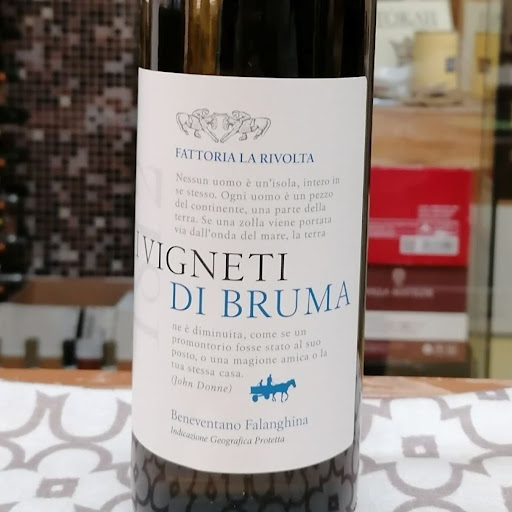 FATTORIA LA RIVOLTA
Nessun uomo è un'isola, intero in
se stesso. Ogni uomo è un pezzo
del continente, una parte della
terra. Se una zolla viene portata
via dall'onda del mare, la terra
I VIGNETI
DI BRUMA
ne è diminuita, come se un
promontorio fosse stato al suo
posto, o una magione amica o la
tua stessa casa.
(John Donne)
Beneventano Falanghina
Indicazione Geografica Protetta